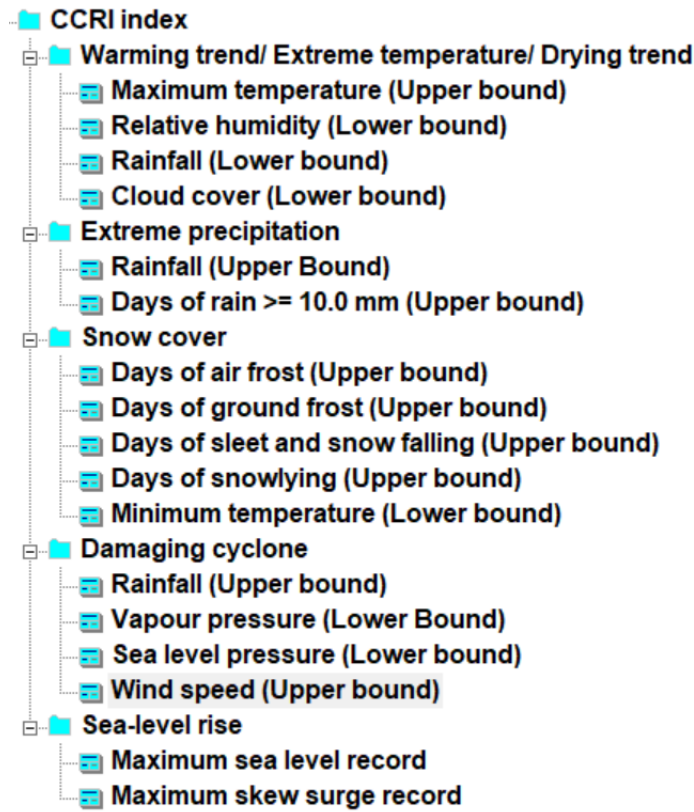 CCRI index
Warming trend/ Extreme temperature/ Drying trend
Maximum temperature (Upper bound)
Relative humidity (Lower bound)
Rainfall (Lower bound)
Cloud cover (Lower bound)
Extreme precipitation
Rainfall (Upper Bound)
Days of rain >= 10.0 mm (Upper bound)
Snow cover
Days of air frost (Upper bound)
Days of ground frost (Upper bound)
Days of sleet and snow falling (Upper bound)
Days of snowlying (Upper bound)
Minimum temperature (Lower bound)
Damaging cyclone
Rainfall (Upper bound)
Vapour pressure (Lower Bound)
Sea level pressure (Lower bound)
Wind speed (Upper bound)
Sea-level rise
Maximum sea level record
Maximum skew surge record